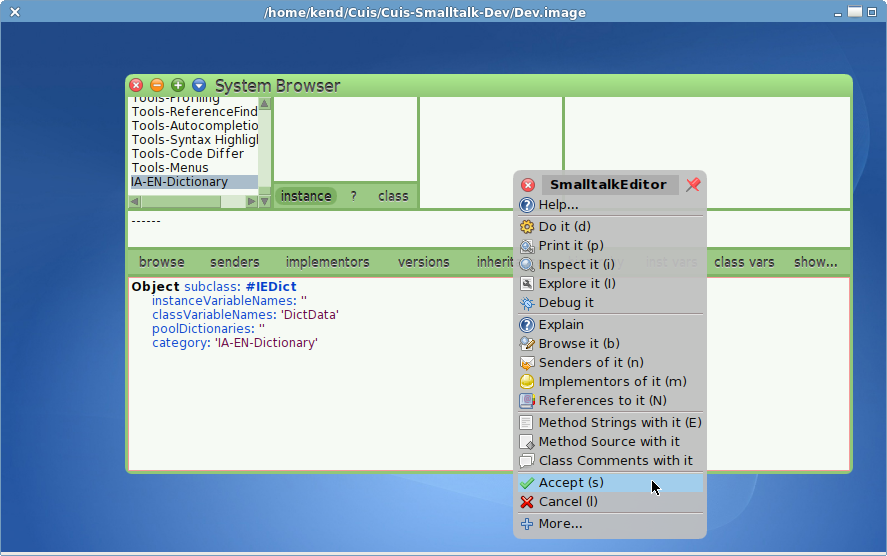 /home/kend/Cuis/Cuis-Smalltalk-Dev/Dev.image
System Browser
Tools-Profiling
Tools-ReferenceFind
Tools-Autocompletio
Tools-Syntax Highligh
Tools-Code Differ
Tools-Menus
IA-EN-Dictionary
instance ? class
------
browse senders implementors versions inherit inst vars class vars show...
Object subclass: #IEDict
instanceVariableNames: ''
classVariableNames: 'DictData'
poolDictionaries: ''
category: 'IA-EN-Dictionary'
SmalltalkEditor
Help...
Do it (d)
Print it (p)
Inspect it (i)
Explore it (I)
Debug it
Explain
Browse it (b)
Senders of it (n)
Implementors of it (m)
References to it (N)
Method Strings with it (E)
Method Source with it
Class Comments with it
Accept (s)
Cancel (l)
More...